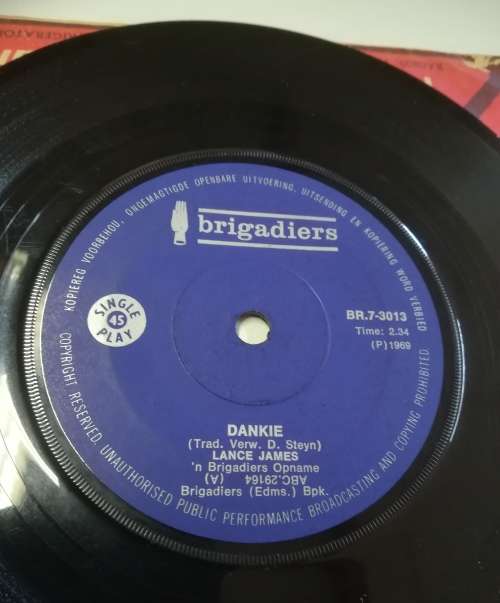 KOPIEREG VOORBEHOU, ONGEMAGTIGDE OPENBARE UITVOERING, UITSENDING EN KOPIERING WORD VERBIED
brigadiers
SINGLE
45
PLAY
BR.7-3013
Time: 2.34
(P)1969
DANKIE
(Trad. Verw. D. Steyn)
LANCE JAMES
'n Brigadiers Opname
ABC.29164 (A)
Brigadiers (Edms.) Bpk.
COPYRIGHT RESERVED UNAUTHORISED PUBLIC PERFORMANCE BROADCASTING AND COPYING PROHIBITED